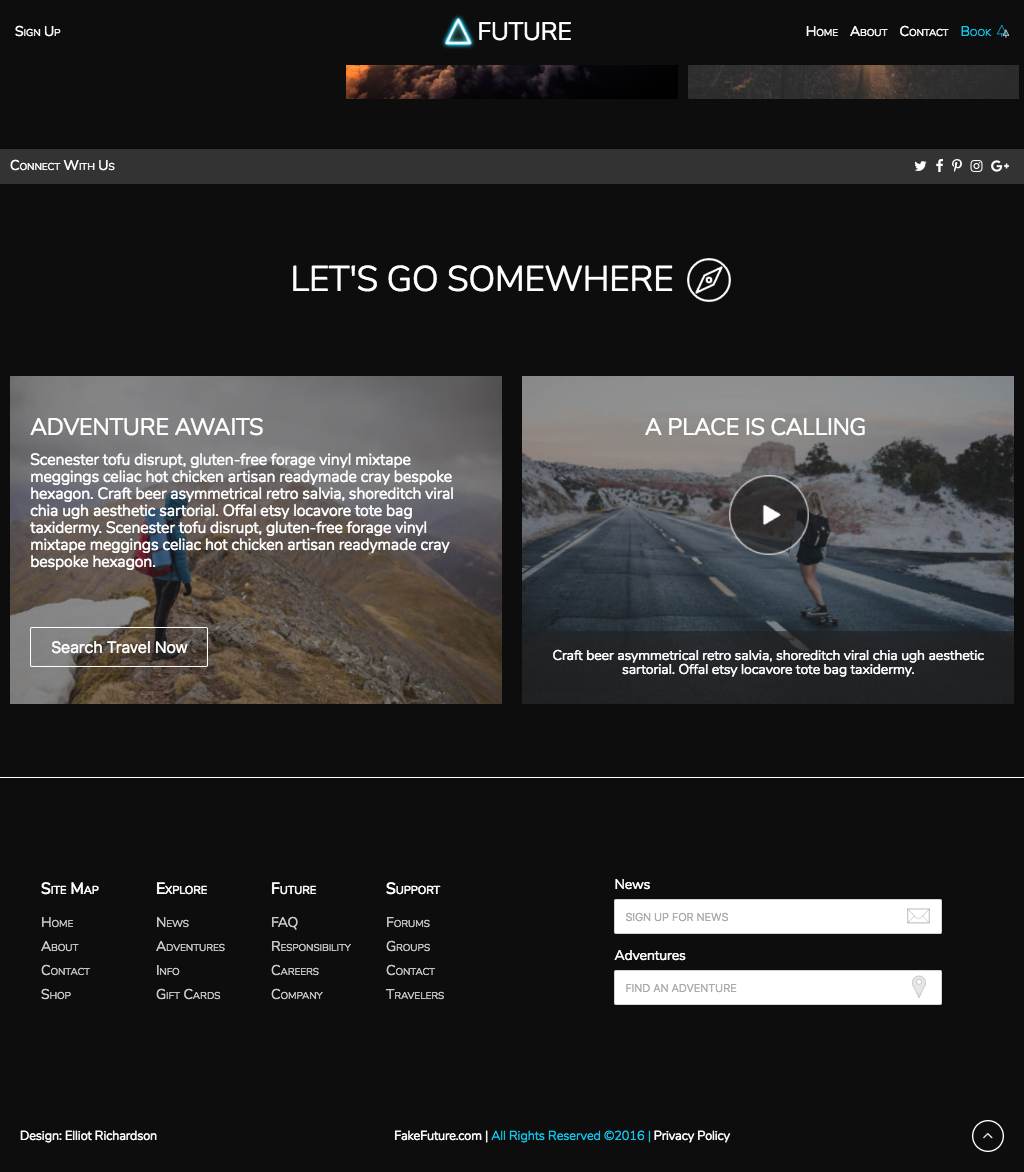 Sign Up
FUTURE
Home About Contact Book
Connect With Us
LET'S GO SOMEWHERE
ADVENTURE AWAITS
Scenester tofu disrupt, gluten-free forage vinyl mixtape
meggings celiac hot chicken artisan readymade cray bespoke
hexagon. Craft beer asymmetrical retro salvia, shoreditch viral
chia ugh aesthetic sartorial. Offal etsy locavore tote bag
taxidermy. Scenester tofu disrupt, gluten-free forage vinyl
mixtape meggings celiac hot chicken artisan readymade cray
bespoke hexagon.
Search Travel Now
A PLACE IS CALLING
Craft beer asymmetrical retro salvia, shoreditch viral chia ugh aesthetic
sartorial. Offal etsy locavore tote bag taxidermy.
Site Map
Home
About
Contact
Shop
Explore
News
Adventures
Info
Gift Cards
Future
FAQ
Responsibility
Careers
Company
Support
Forums
Groups
Contact
Travelers
News
SIGN UP FOR NEWS
Adventures
FIND AN ADVENTURE
Design: Elliot Richardson
FakeFuture.com | All Rights Reserved ©2016 | Privacy Policy